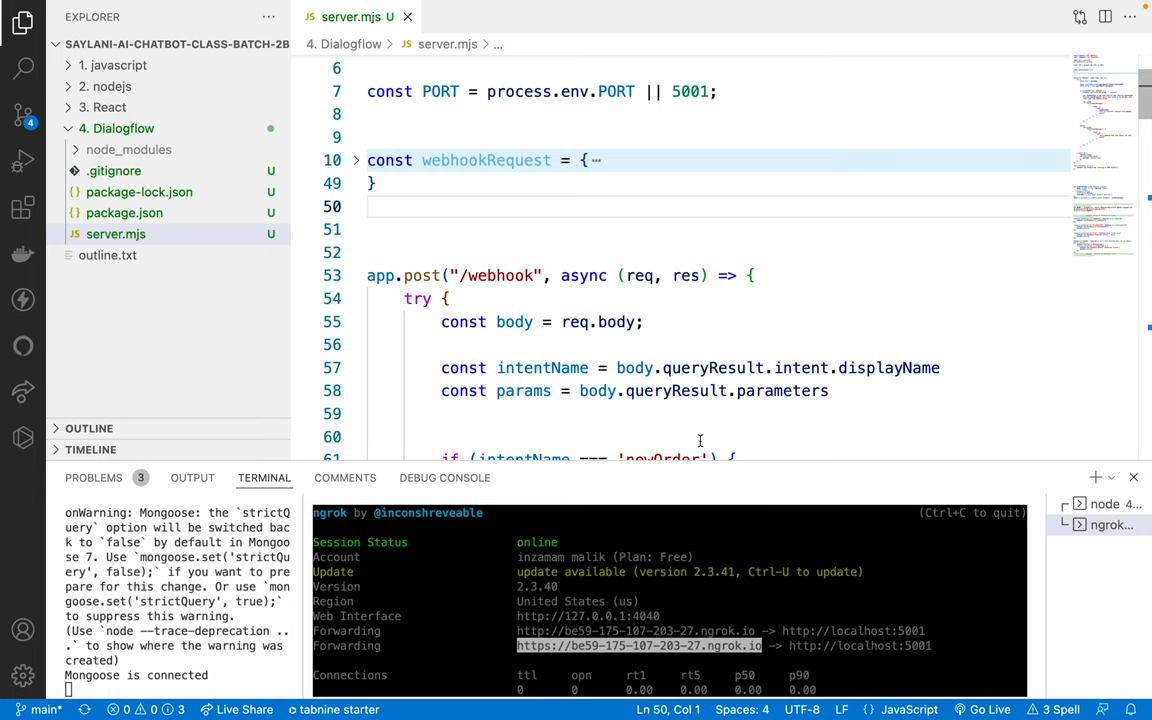 EXPLORER
SAYLANI-AI-CHATBOT-CLASS-BATCH-2B
1. javascript
2. nodejs
3. React
4. Dialogflow
node_modules
.gitignore U
package-lock.json U
package.json U
JS server.mjs U
outline.txt
OUTLINE
TIMELINE
4
JS server.mjs U
4. Dialogflow > JS server.mjs > ...
6
7 const PORT = process.env.PORT || 5001;
8
9
10 const webhookRequest = { ⋯
49 }
50
51
52
53 app.post("/webhook", async (req, res) => {
54 try {
55 const body = req.body;
56
57 const intentName = body.queryResult.intent.displayName
58 const params = body.queryResult.parameters
59
60
61 if (intentName === 'newOrder') {
PROBLEMS 3 OUTPUT TERMINAL COMMENTS DEBUG CONSOLE
onWarning: Mongoose: the `strictQ
uery` option will be switched bac
k to `false` by default in Mongoo
se 7. Use `mongoose.set('strictQu
ery', false);` if you want to pre
pare for this change. Or use `mon
goose.set('strictQuery', true);`
to suppress this warning.
(Use `node --trace-deprecation ..
.` to show where the warning was
created)
Mongoose is connected
ngrok by @inconshreveable (Ctrl+C to quit)
Session Status online
Account inzamam malik (Plan: Free)
Update update available (version 2.3.41, Ctrl-U to update)
Version 2.3.40
Region United States (us)
Web Interface http://127.0.0.1:4040
Forwarding http://be59-175-107-203-27.ngrok.io -> http://localhost:5001
Forwarding https://be59-175-107-203-27.ngrok.io -> http://localhost:5001
Connections ttl opn rt1 rt5 p50 p90
0 0 0.00 0.00 0.00 0.00
node 4...
ngrok...
main* 0 0 3 Live Share tabnine starter Ln 50, Col 1 Spaces: 4 UTF-8 LF {} JavaScript Go Live 3 Spell